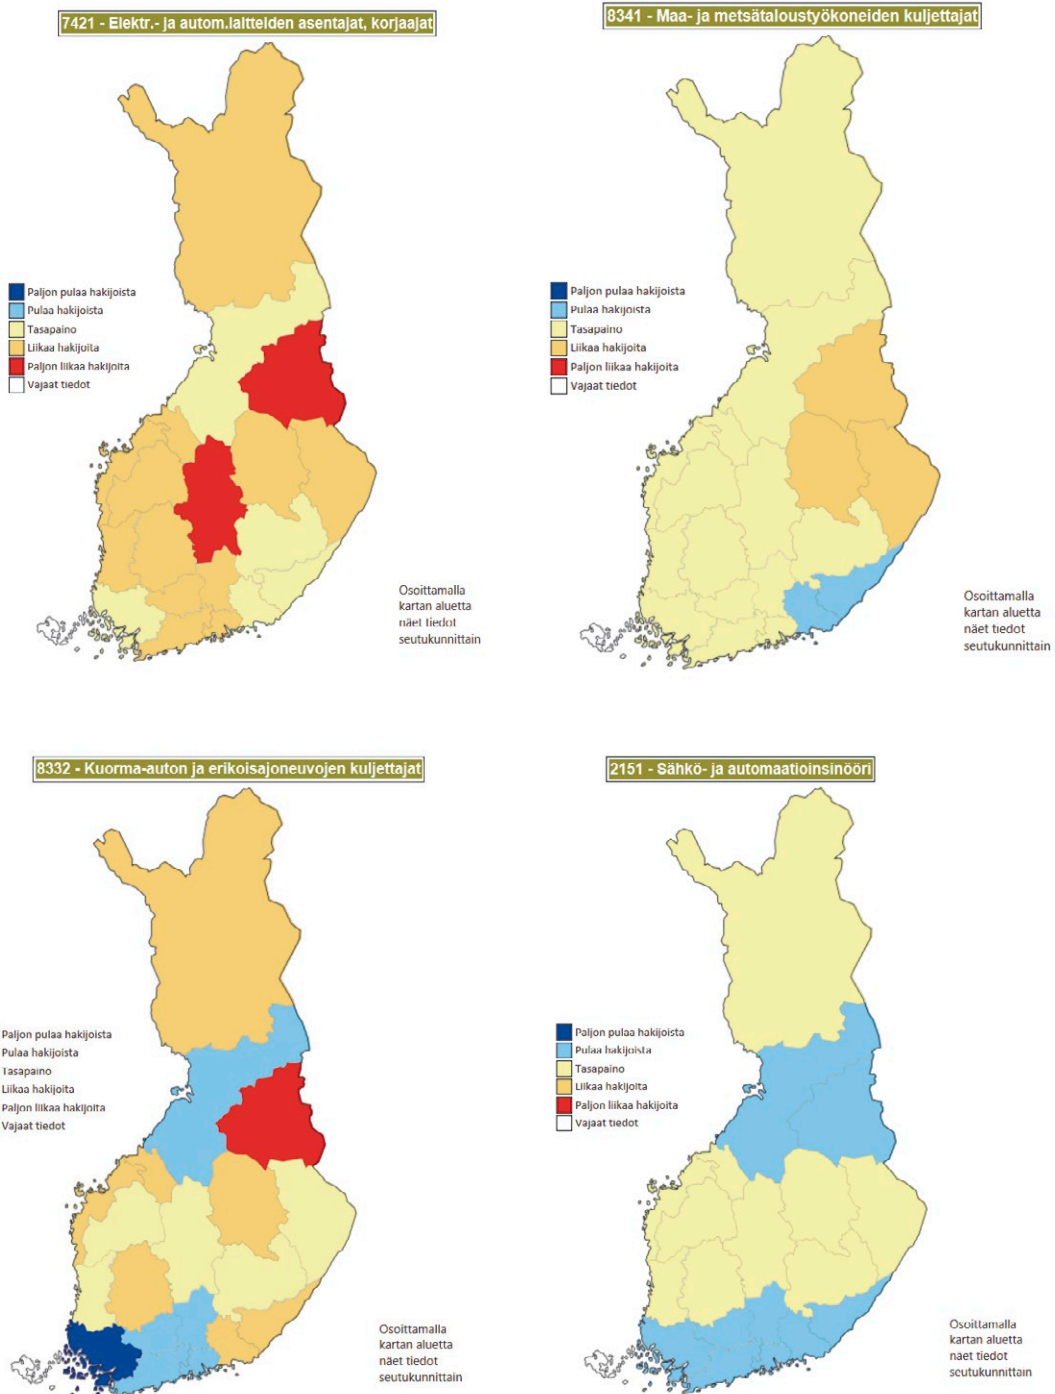 7421 - Elektr.- ja autom.laitteiden asentajat, korjaajat
Paljon pulaa hakijoista
Pulaa hakijoista
Tasapaino
Liikaa hakijoita
Paljon liikaa hakijoita
Vajaat tiedot
Osoittamalla
kartan aluetta
näet tiedot
seutukunnittain
8341 - Maa- ja metsätaloustyökoneiden kuljettajat
Paljon pulaa hakijoista
Pulaa hakijoista
Tasapaino
Liikaa hakijoita
Paljon liikaa hakijoita
Vajaat tiedot
Osoittamalla
kartan aluetta
näet tiedot
seutukunnittain
8332 - Kuorma-auton ja erikoisajoneuvojen kuljettajat
Paljon pulaa hakijoista
Pulaa hakijoista
Tasapaino
Liikaa hakijoita
Paljon liikaa hakijoita
Vajaat tiedot
Osoittamalla
kartan aluetta
näet tiedot
seutukunnittain
2151 - Sähkö- ja automaatioinsinööri
Paljon pulaa hakijoista
Pulaa hakijoista
Tasapaino
Liikaa hakijoita
Paljon liikaa hakijoita
Vajaat tiedot
Osoittamalla
kartan aluetta
näet tiedot
seutukunnittain